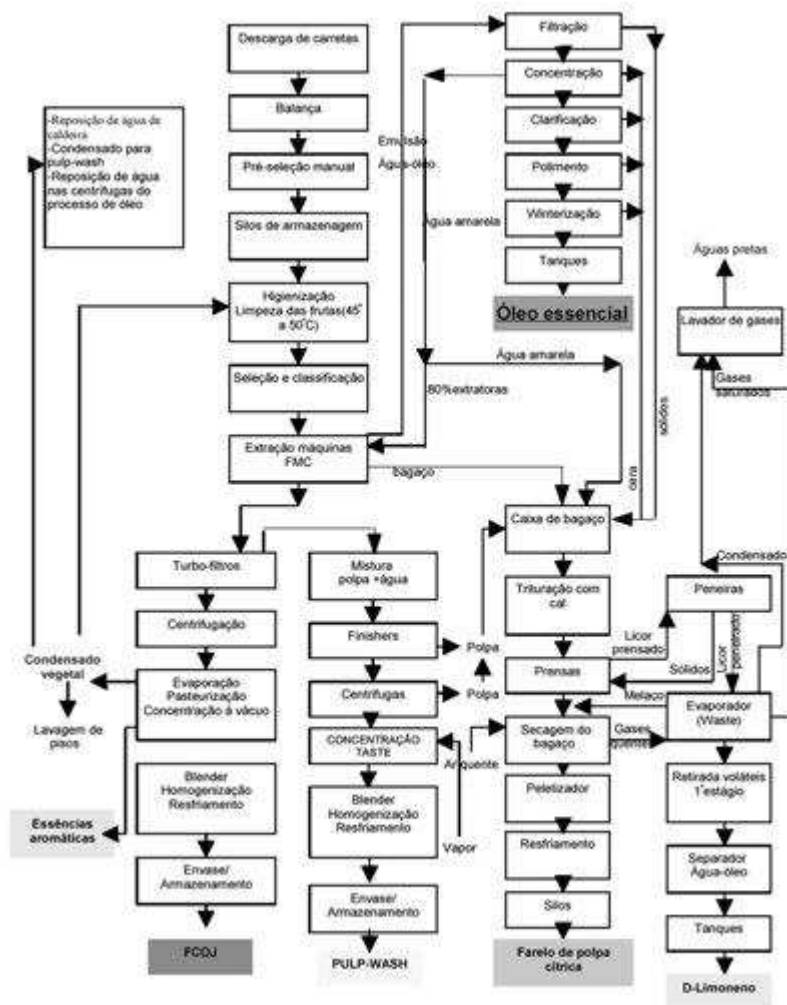 Descarga de carretas
Balança
Pré-seleção manual
Silos de armazenagem
Higienização
Limpeza das frutas(45°
a 50°C)
Seleção e classificação
Extração máquinas
FMC
-Reposição de água de
caldeira
-Condensado para
pulp-wash
-Reposição de água
nas centrífugas do
processo de óleo
Emulsão
Água-óleo
Água amarela
Filtração
Concentração
Clarificação
Polimento
Winterização
Tanques
Óleo essencial
Água amarela
80%extratoras
bagaço
sólidos
cera
Águas pretas
Lavador de gases
Gases
saturados
Condensado
Turbo-filtros
Centrifugação
Evaporação
Pasteurização
Concentração à vácuo
Condensado
vegetal
Lavagem de
pisos
Essências
aromáticas
Blender
Homogenização
Resfriamento
Envase/
Armazenamento
FCOJ
Mistura
polpa +água
Finishers
Centrífugas
CONCENTRAÇÃO
TASTE
Blender
Homogenização
Resfriamento
Envase/
Armazenamento
PULP-WASH
Polpa
Polpa
Ar quente
Vapor
Caixa de bagaço
Trituração com
cal
Prensas
Secagem do
bagaço
Peletizador
Resfriamento
Silos
Farelo de polpa
cítrica
Licor
prensado
Sólidos
Melaço
Gases
quentes
Peneiras
Licor
penetrado
Evaporador
(Waste)
Retirada voláteis
1°estágio
Separador
Água-óleo
Tanques
D-Limoneno